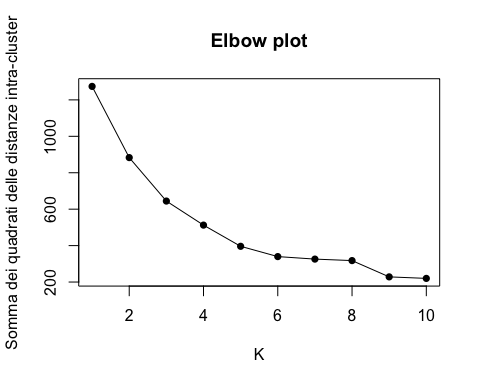 Elbow plot
Somma dei quadrati delle distanze intra-cluster
1000
600
200
2 4 6 8 10
K